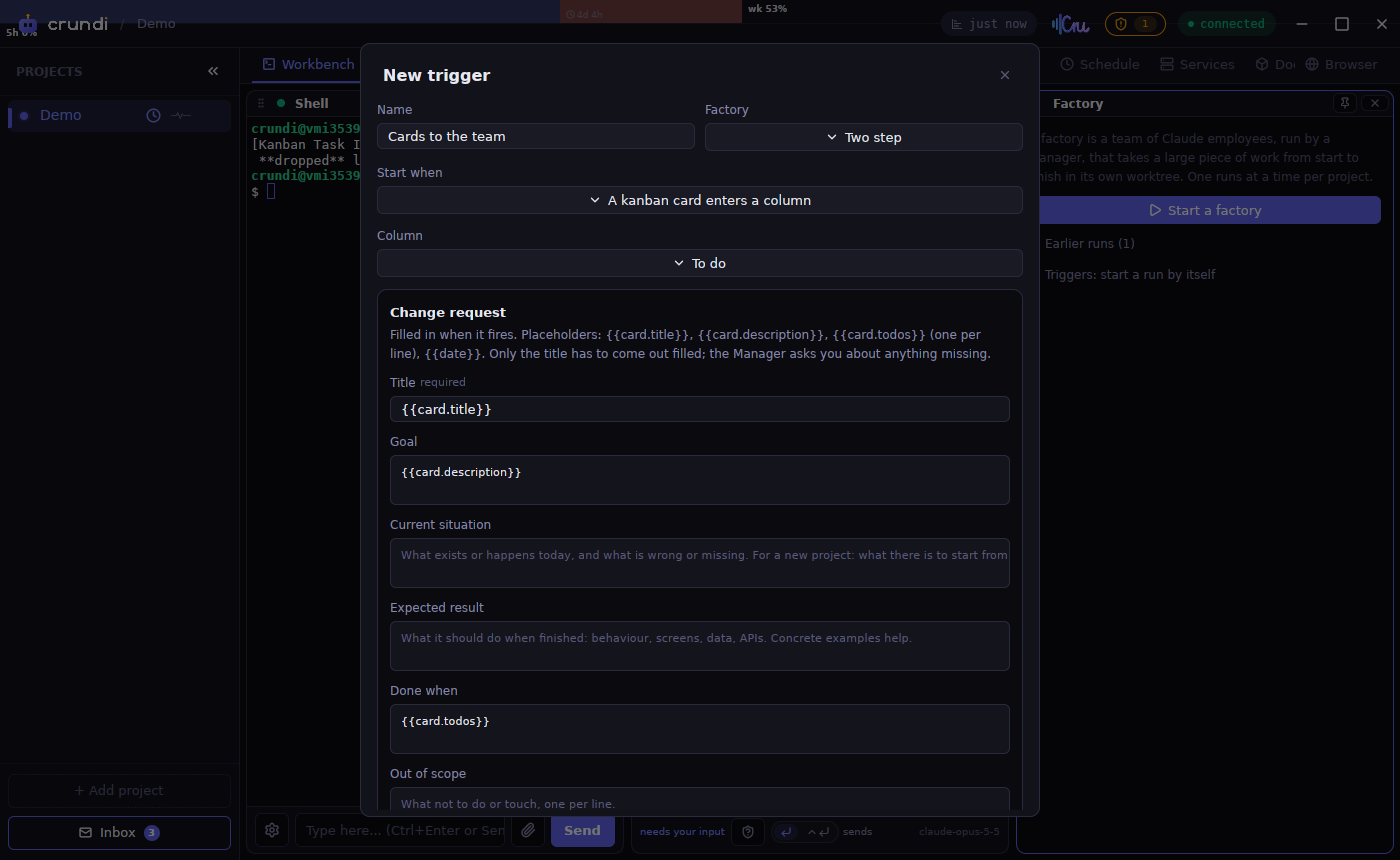 5h 0%
4d 4h
wk 53%
crundi / Demo
just now
Cru
1
connected
PROJECTS
Workbench
Schedule
Services
Doc
Browser
Demo
Shell
crundi@vmi3539
[Kanban Task I
**dropped** l
crundi@vmi3539
$
New trigger
Name
Factory
Cards to the team
Two step
Start when
A kanban card enters a column
Column
To do
Change request
Filled in when it fires. Placeholders: {{card.title}}, {{card.description}}, {{card.todos}} (one per
line), {{date}}. Only the title has to come out filled; the Manager asks you about anything missing.
Title required
{{card.title}}
Goal
{{card.description}}
Current situation
What exists or happens today, and what is wrong or missing. For a new project: what there is to start from
Expected result
What it should do when finished: behaviour, screens, data, APIs. Concrete examples help.
Done when
{{card.todos}}
Out of scope
What not to do or touch, one per line.
Factory
factory is a team of Claude employees, run by a
anager, that takes a large piece of work from start to
ish in its own worktree. One runs at a time per project.
Start a factory
Earlier runs (1)
Triggers: start a run by itself
+ Add project
Inbox 3
Type here... (Ctrl+Enter or Sen
Send
needs your input
sends
claude-opus-5-5